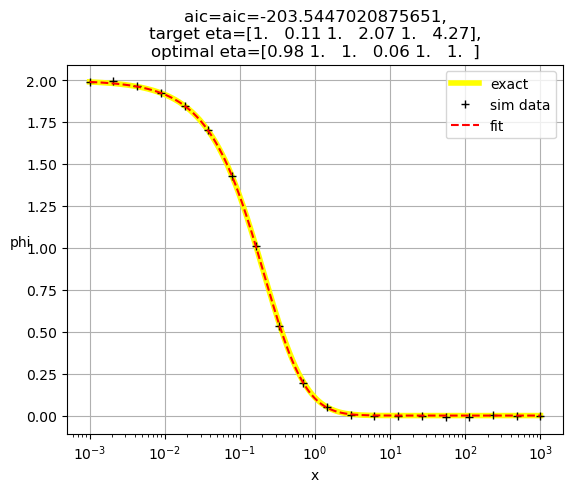 aic=aic=-203.5447020875651,
target eta=[1.   0.11 1.   2.07 1.   4.27],
optimal eta=[0.98 1.   1.   0.06 1.   1.  ]
exact
sim data
fit
2.00
1.75
1.50
1.25
1.00
0.75
0.50
0.25
0.00
phi
10⁻³
10⁻²
10⁻¹
10⁰
10¹
10²
10³
x